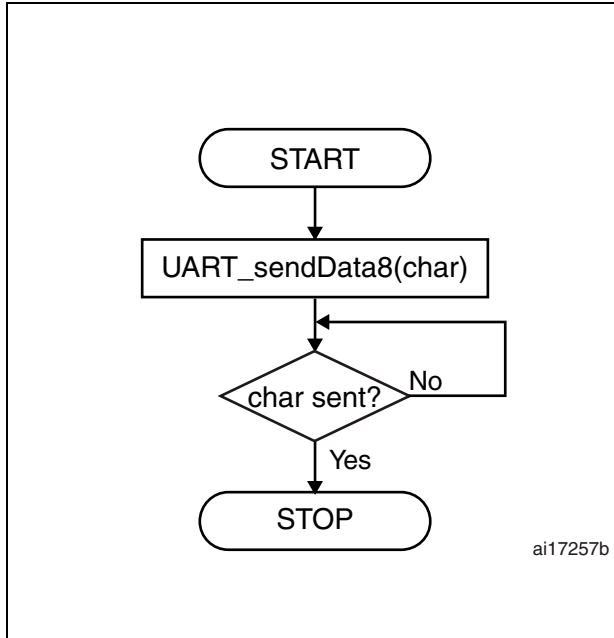 START
UART_sendData8(char)
char sent?
No
Yes
STOP
ai17257b